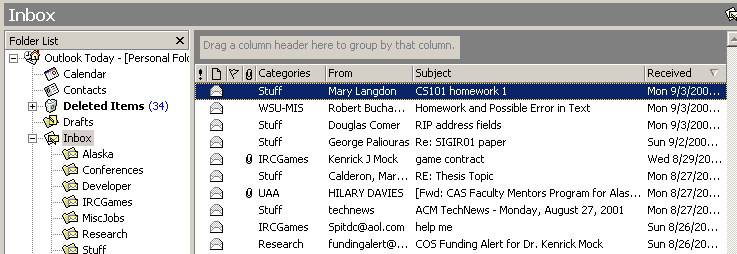 Inbox
Folder List
Outlook Today - [Personal Fol
Calendar
Contacts
Deleted Items (34)
Drafts
Inbox
Alaska
Conferences
Developer
IRCGames
MiscJobs
Research
Stuff
Drag a column header here to group by that column.
! Categories From Subject Received
Stuff Mary Langdon CS101 homework 1 Mon 9/3/200...
WSU-MIS Robert Bucha... Homework and Possible Error in Text Mon 9/3/200...
Stuff Douglas Comer RIP address fields Mon 9/3/200...
Stuff George Paliouras Re: SIGIR01 paper Sun 9/2/200...
IRCGames Kenrick J Mock game contract Wed 8/29/20...
Stuff Calderon, Mar... RE: Thesis Topic Mon 8/27/20...
UAA HILARY DAVIES [Fwd: CAS Faculty Mentors Program for Alas... Mon 8/27/20...
Stuff technews ACM TechNews - Monday, August 27, 2001 Mon 8/27/20...
IRCGames Spitdc@aol.com help me Sun 8/26/20...
Research fundingalert@... COS Funding Alert for Dr. Kenrick Mock Sun 8/26/20...